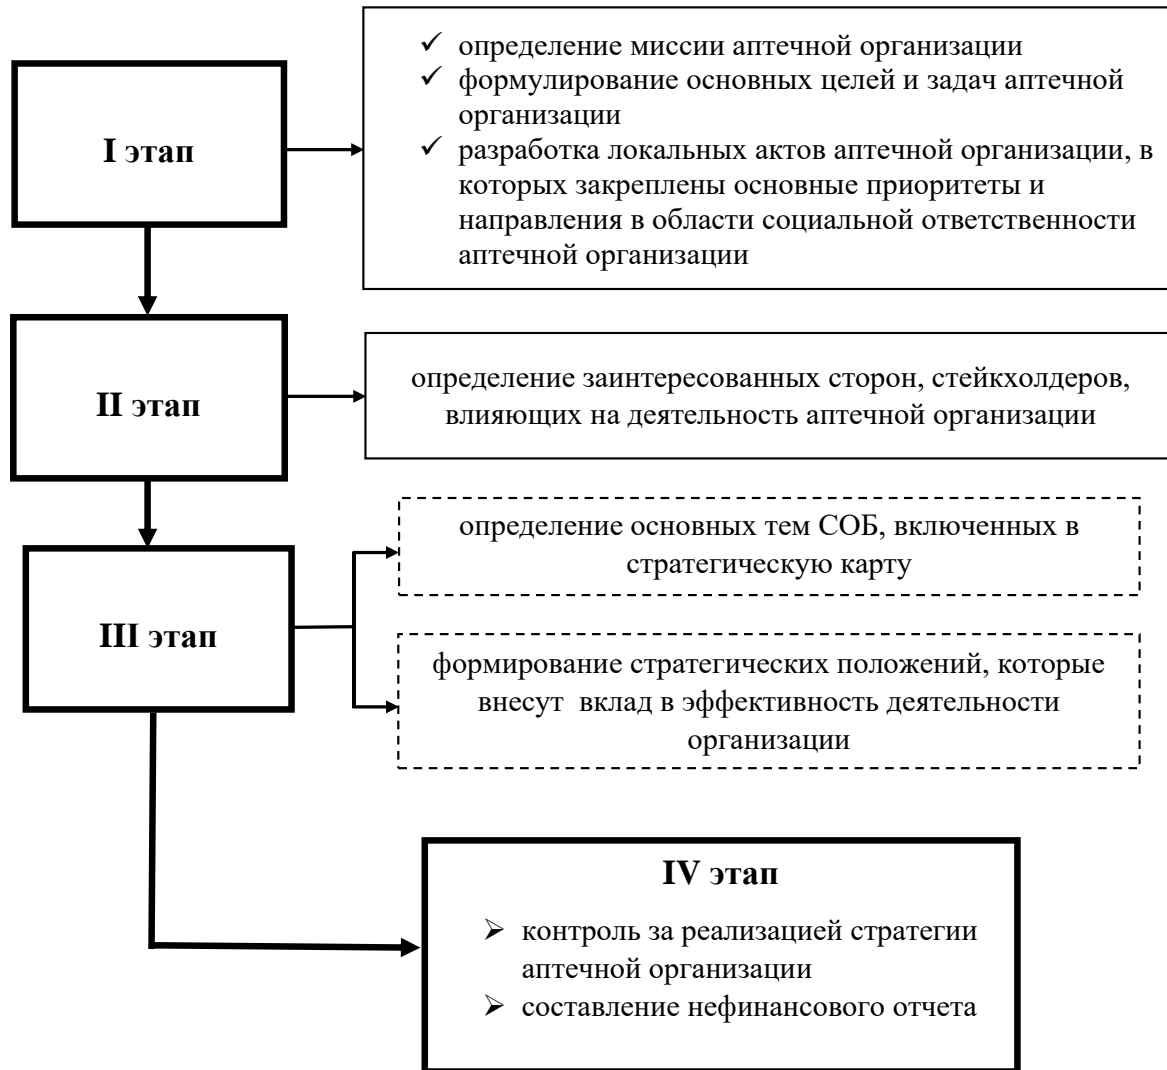 I этап
✓ определение миссии аптечной организации
✓ формулирование основных целей и задач аптечной
организации
✓ разработка локальных актов аптечной организации, в
которых закреплены основные приоритеты и
направления в области социальной ответственности
аптечной организации
II этап
определение заинтересованных сторон, стейкхолдеров,
влияющих на деятельность аптечной организации
III этап
определение основных тем СОБ, включенных в
стратегическую карту
формирование стратегических положений, которые
внесут вклад в эффективность деятельности
организации
IV этап
➢ контроль за реализацией стратегии
аптечной организации
➢ составление нефинансового отчета